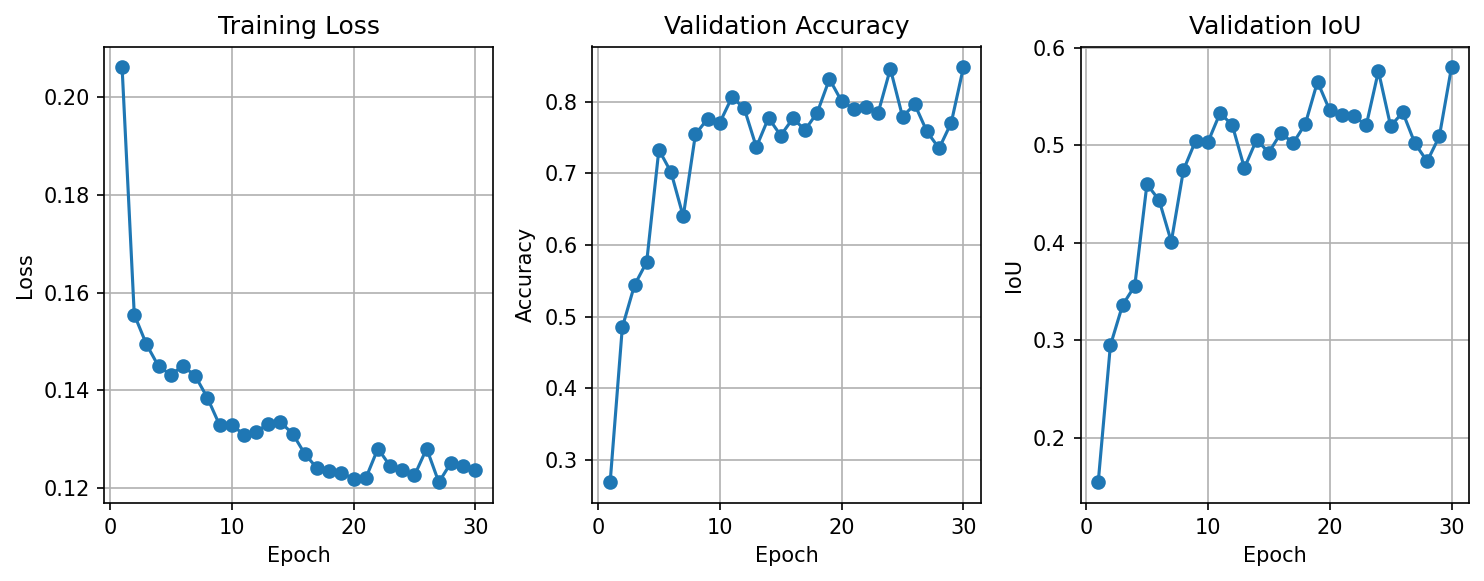 Training Loss
Loss
0.20
0.18
0.16
0.14
0.12
0 10 20 30
Epoch
Validation Accuracy
Accuracy
0.8
0.7
0.6
0.5
0.4
0.3
0 10 20 30
Epoch
Validation IoU
IoU
0.6
0.5
0.4
0.3
0.2
0 10 20 30
Epoch